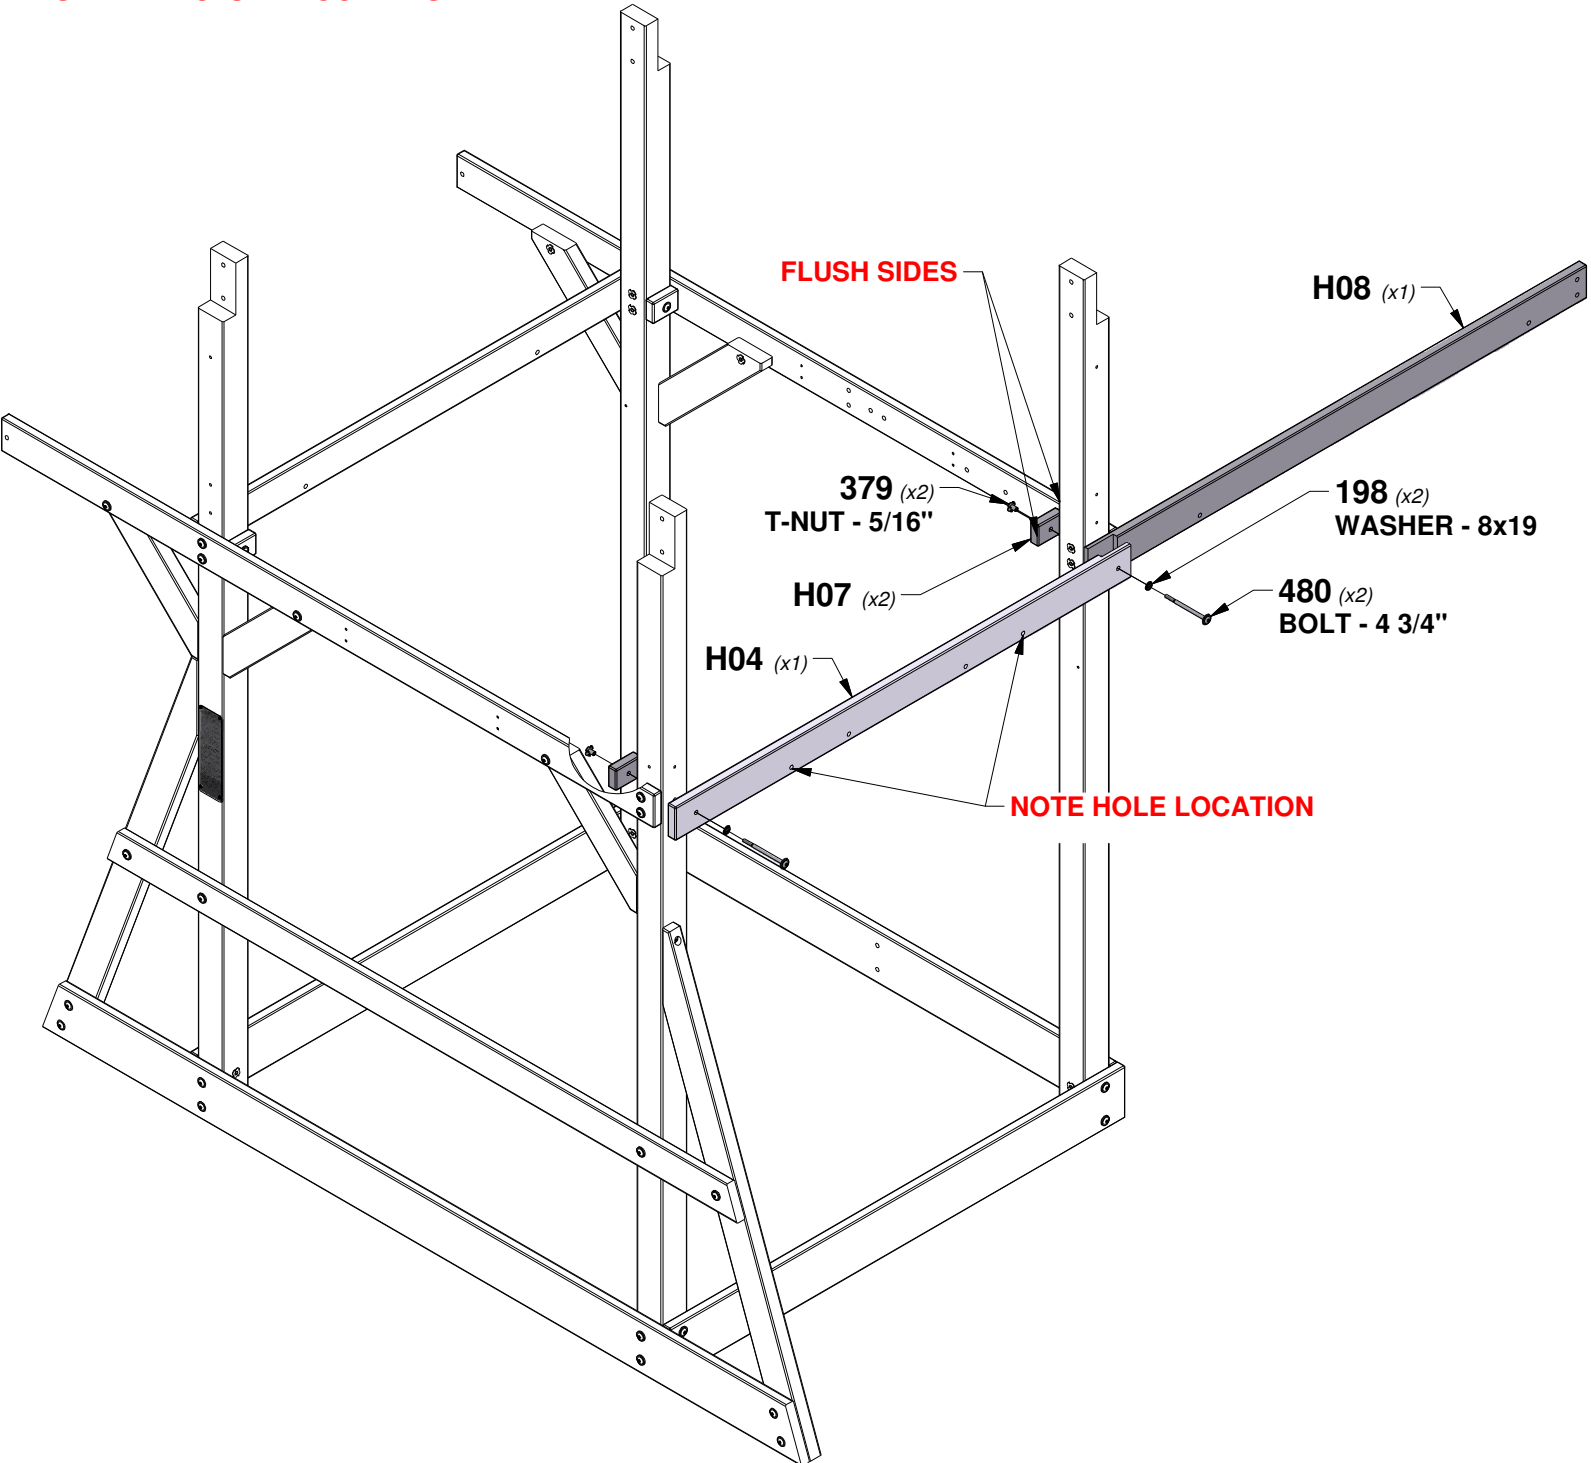 FLUSH SIDES
H08 (x1)
379 (x2)
T-NUT - 5/16"
198 (x2)
WASHER - 8x19
H07 (x2)
480 (x2)
BOLT - 4 3/4"
H04 (x1)
NOTE HOLE LOCATION